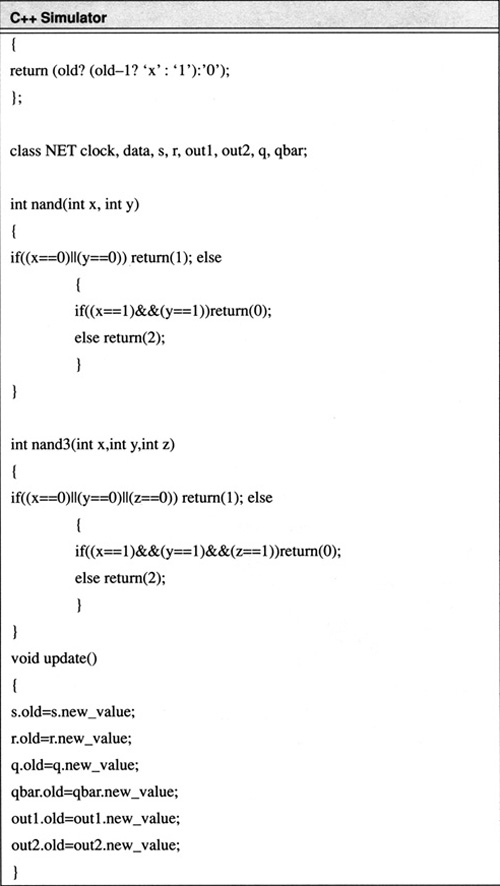 C++ Simulator
{
return (old? (old–1? ‘x’ : ‘1’):’0’);
};
class NET clock, data, s, r, out1, out2, q, qbar;
int nand(int x, int y)
{
if((x==0)||(y==0)) return(1); else
{
if((x==1)&&(y==1))return(0);
else return(2);
}
}
int nand3(int x,int y,int z)
{
if((x==0)||(y==0)||(z==0)) return(1); else
{
if((x==1)&&(y==1)&&(z==1))return(0);
else return(2);
}
}
void update()
{
s.old=s.new_value;
r.old=r.new_value;
q.old=q.new_value;
qbar.old=qbar.new_value;
out1.old=out1.new_value;
out2.old=out2.new_value;
}